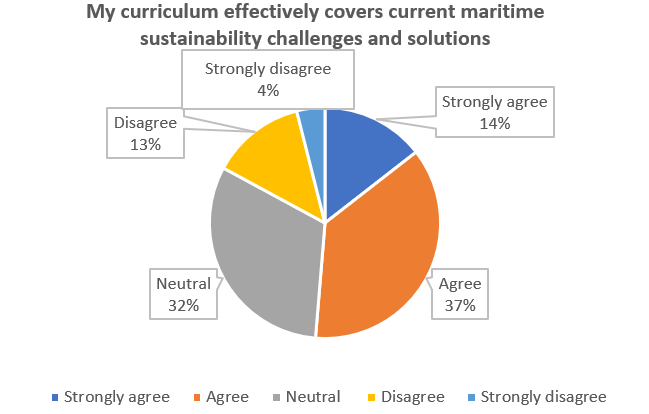 My curriculum effectively covers current maritime
sustainability challenges and solutions
Strongly disagree
4%
Strongly agree
14%
Disagree
13%
Neutral
32%
Agree
37%
Strongly agree
Agree
Neutral
Disagree
Strongly disagree